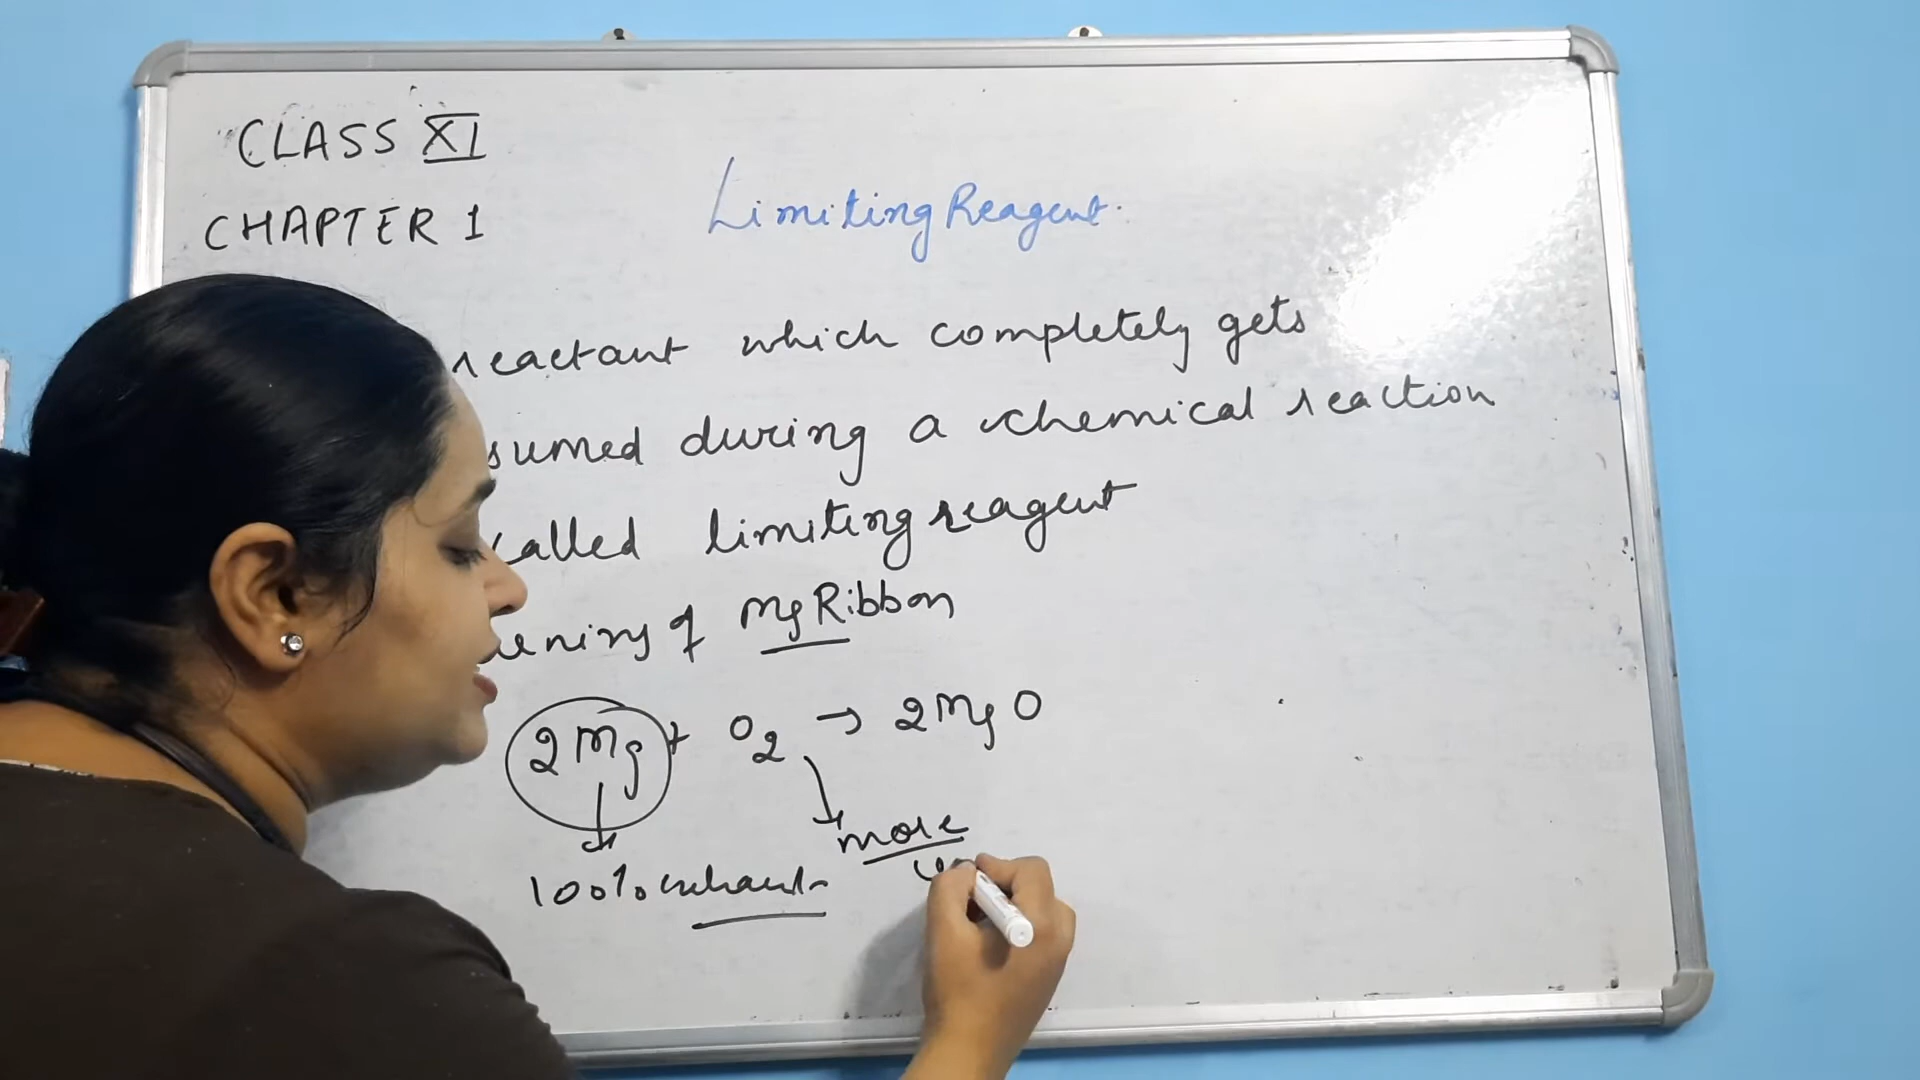 CLASS XI
CHAPTER 1
Limiting Reagent.
reactant which completely gets
sumed during a chemical reaction
called limiting reagent
of Mg Ribbon
2Mg + O2 → 2MgO
more
100% exhaust